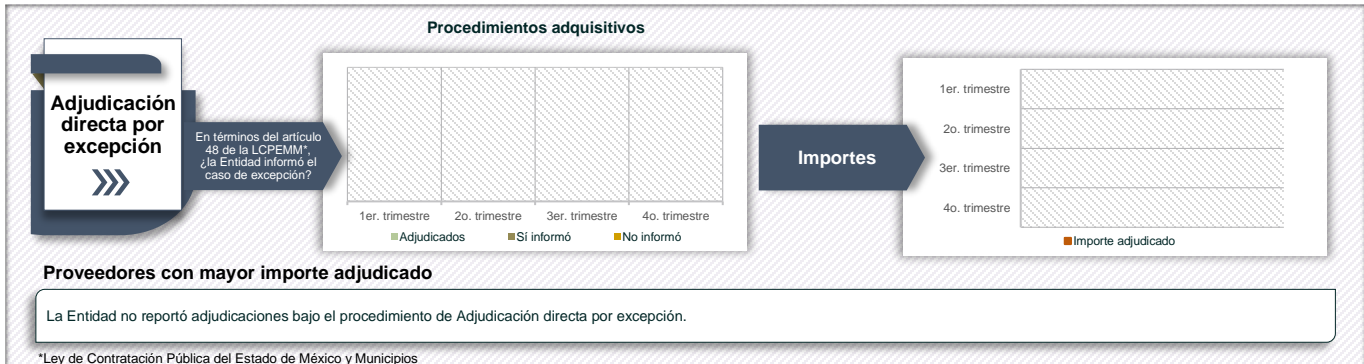 Procedimientos adquisitivos
Adjudicación
directa por
excepción
En términos del artículo
48 de la LCPEMM*,
¿la Entidad informó el
caso de excepción?
1er. trimestre 2o. trimestre 3er. trimestre 4o. trimestre
Adjudicados Sí informó No informó
Importes
1er. trimestre
2o. trimestre
3er. trimestre
4o. trimestre
Importe adjudicado
Proveedores con mayor importe adjudicado
La Entidad no reportó adjudicaciones bajo el procedimiento de Adjudicación directa por excepción.
*Ley de Contratación Pública del Estado de México y Municipios